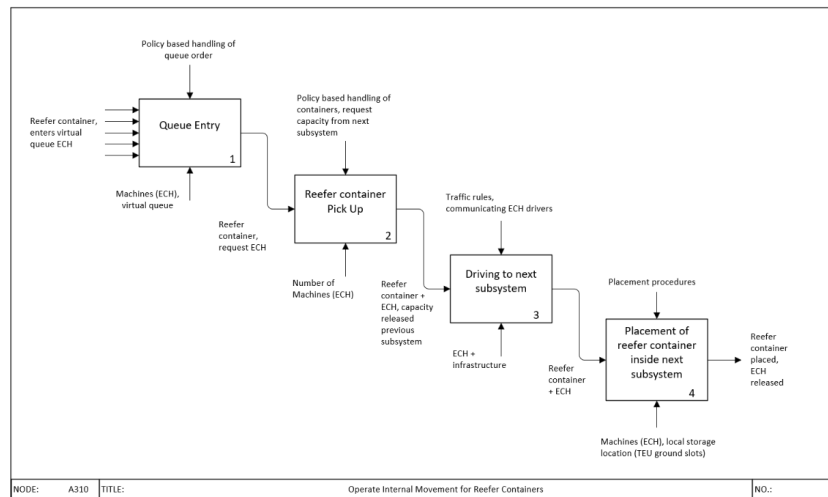 Policy based handling of
queue order
Reefer container,
enters virtual
queue ECH
Queue Entry
1
Machines (ECH),
virtual queue
Policy based handling of
containers, request
capacity from next
subsystem
Reefer
container,
request ECH
Reefer container
Pick Up
2
Number of
Machines (ECH)
Traffic rules,
communicating ECH drivers
Reefer
container +
ECH, capacity
released
previous
subsystem
Driving to next
subsystem
3
ECH +
infrastructure
Placement procedures
Reefer
container
+ ECH
Placement of
reefer container
inside next
subsystem
4
Reefer
container
placed,
ECH
released
Machines (ECH), local storage
location (TEU ground slots)
NODE: A310 TITLE: Operate Internal Movement for Reefer Containers NO.: